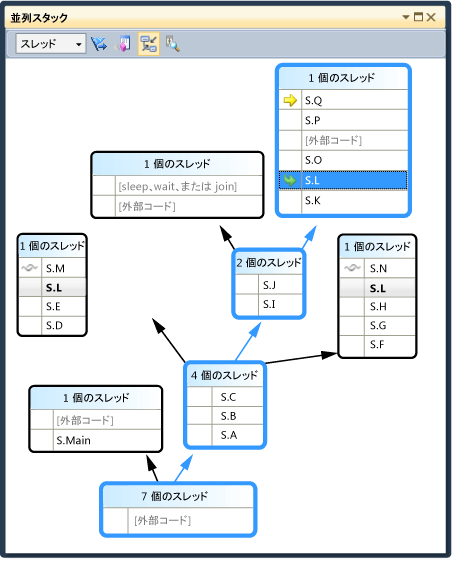 並列スタック
スレッド
1 個のスレッド
S.Q
S.P
[外部コード]
S.O
S.L
S.K
1 個のスレッド
[sleep、wait、または join]
[外部コード]
1 個のスレッド
S.M
S.L
S.E
S.D
2 個のスレッド
S.J
S.I
1 個のスレッド
S.N
S.L
S.H
S.G
S.F
4 個のスレッド
S.C
S.B
S.A
1 個のスレッド
[外部コード]
S.Main
7 個のスレッド
[外部コード]